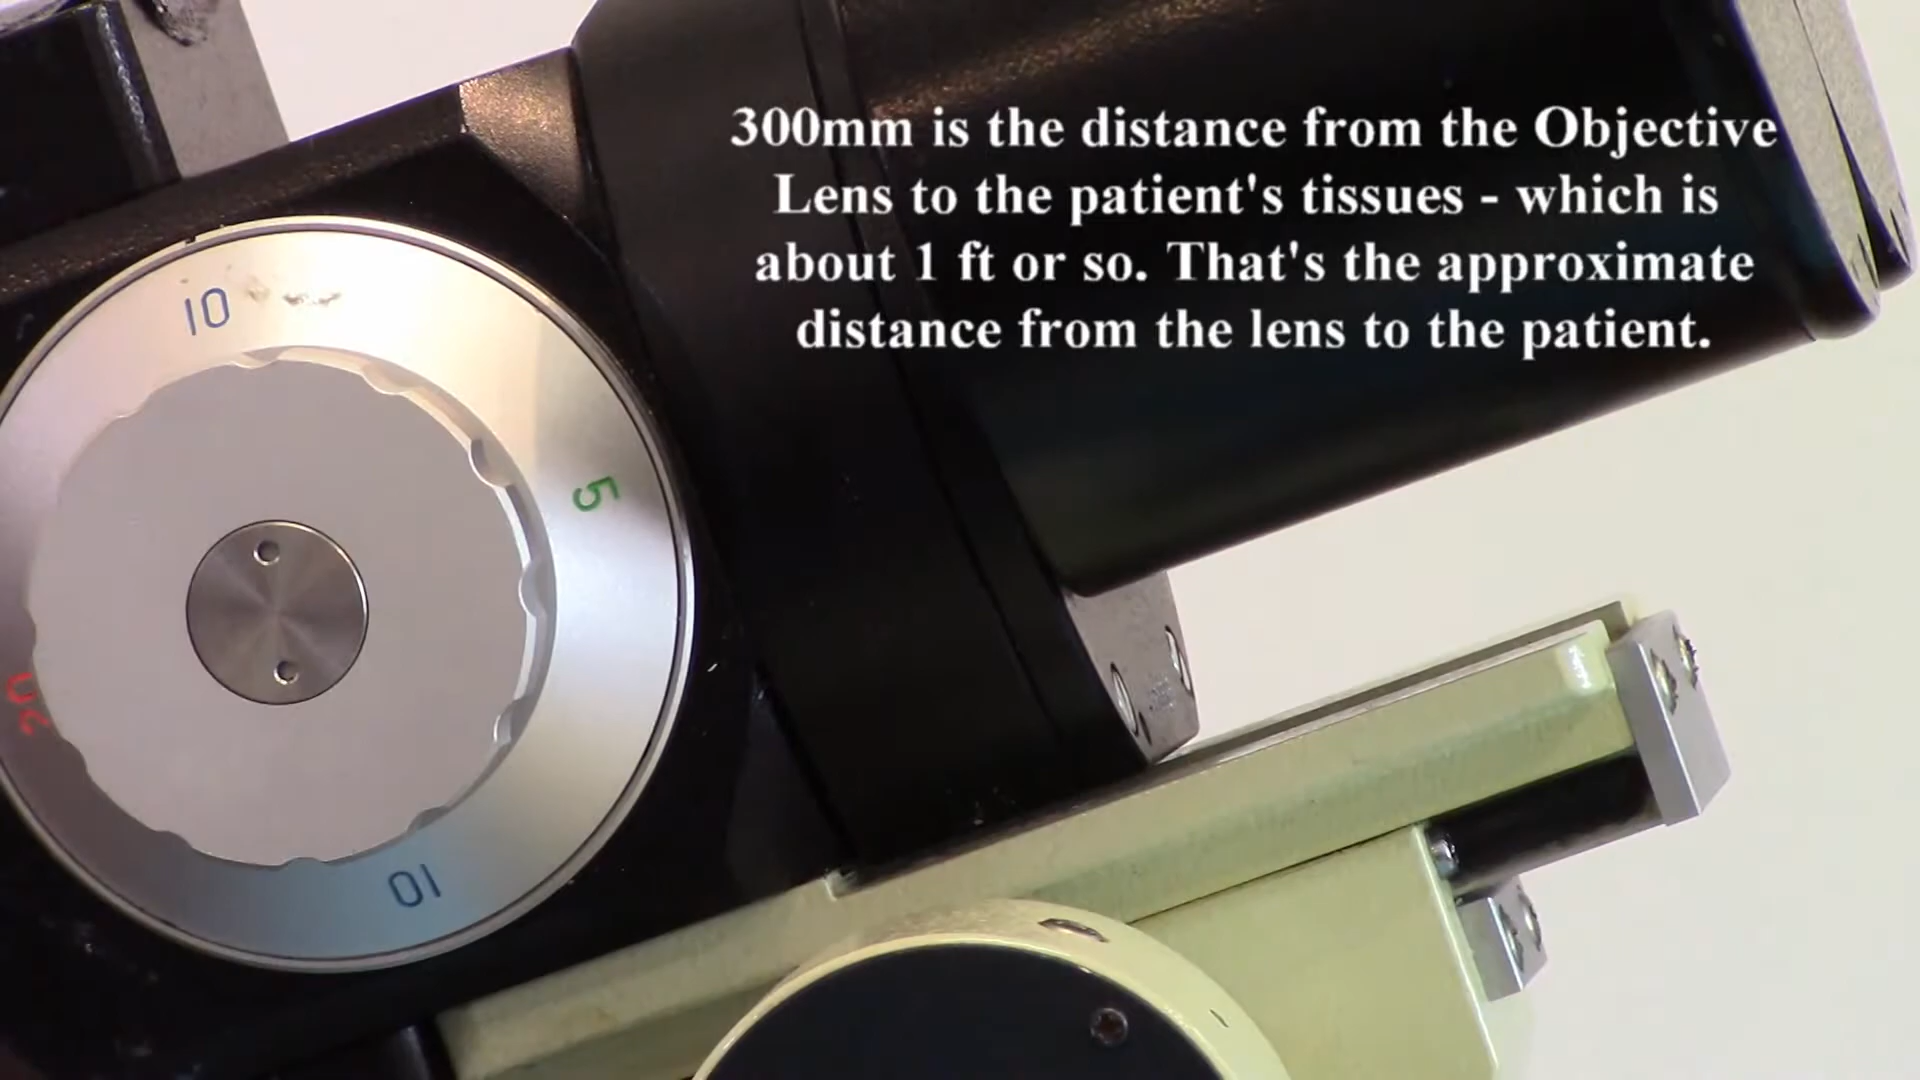 300mm is the distance from the Objective
Lens to the patient's tissues - which is
about 1 ft or so. That's the approximate
distance from the lens to the patient.
10
5
20
10